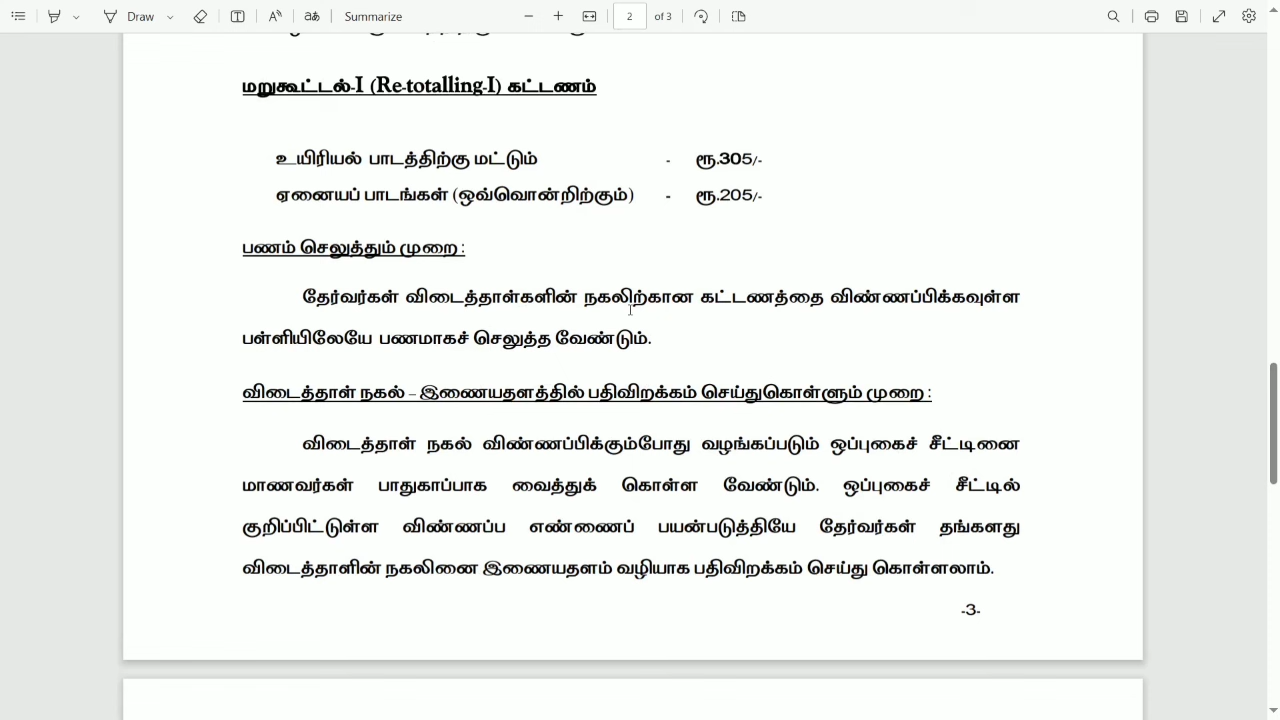 Draw
Summarize
2 of 3
மறுகூட்டல்-I (Re-totalling-I) கட்டணம்
உயிரியல் பாடத்திற்கு மட்டும் - ரூ.305/-
ஏனையப் பாடங்கள் (ஒவ்வொன்றிற்கும்) - ரூ.205/-
பணம் செலுத்தும் முறை :
தேர்வர்கள் விடைத்தாள்களின் நகலிற்கான கட்டணத்தை விண்ணப்பிக்கவுள்ள
பள்ளியிலேயே பணமாகச் செலுத்த வேண்டும்.
விடைத்தாள் நகல் – இணையதளத்தில் பதிவிறக்கம் செய்துகொள்ளும் முறை :
விடைத்தாள் நகல் விண்ணப்பிக்கும்போது வழங்கப்படும் ஒப்புகைச் சீட்டினை
மாணவர்கள் பாதுகாப்பாக வைத்துக் கொள்ள வேண்டும். ஒப்புகைச் சீட்டில்
குறிப்பிட்டுள்ள விண்ணப்ப எண்ணைப் பயன்படுத்தியே தேர்வர்கள் தங்களது
விடைத்தாளின் நகலினை இணையதளம் வழியாக பதிவிறக்கம் செய்து கொள்ளலாம்.
-3-